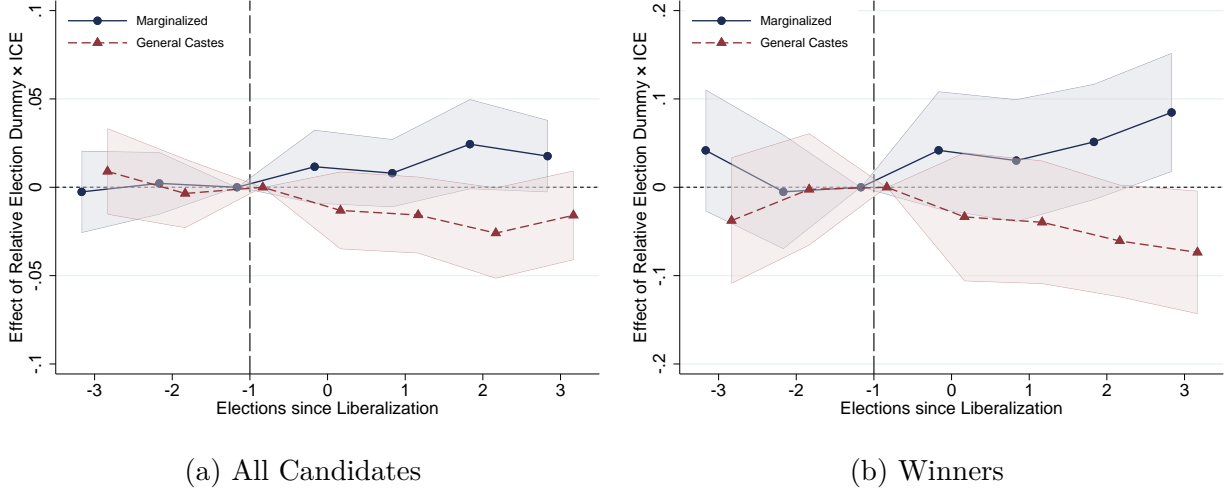 Effect of Relative Election Dummy × ICE
.1
.05
0
-.05
-.1
Marginalized
General Castes
-3 -2 -1 0 1 2 3
Elections since Liberalization
(a) All Candidates
Effect of Relative Election Dummy × ICE
.2
.1
0
-.1
-.2
Marginalized
General Castes
-3 -2 -1 0 1 2 3
Elections since Liberalization
(b) Winners